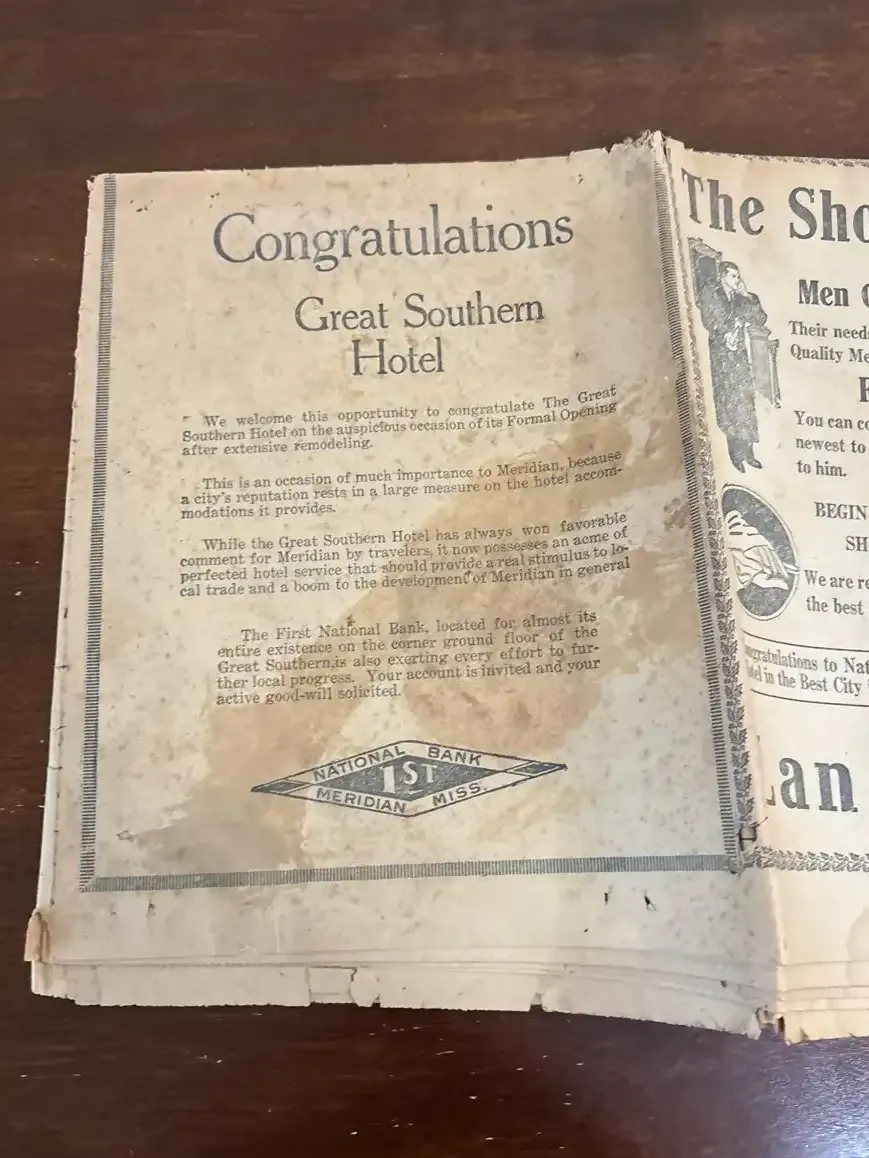 Congratulations
Great Southern
Hotel
We welcome this opportunity to congratulate The Great
Southern Hotel on the auspicious occasion of its Formal Opening
after extensive remodeling.
This is an occasion of much importance to Meridian, because
a city's reputation rests in a large measure on the hotel accom-
modations it provides.
While the Great Southern Hotel has always won favorable
comment for Meridian by travelers, it now possesses an acme of
perfected hotel service that should provide a real stimulus to lo-
cal trade and a boom to the development of Meridian in general
The First National Bank, located for almost its
entire existence on the corner ground floor of the
Great Southern, is also exerting every effort to fur-
ther local progress. Your account is invited and your
active good-will solicited.
NATIONAL BANK
1ST
MERIDIAN MISS.
The Sho
Men
Their need
Quality Me
You can c
newest to
to him.
BEGIN
SH
We are re
the best
ngratulations to Nat
tel in the Best City
an